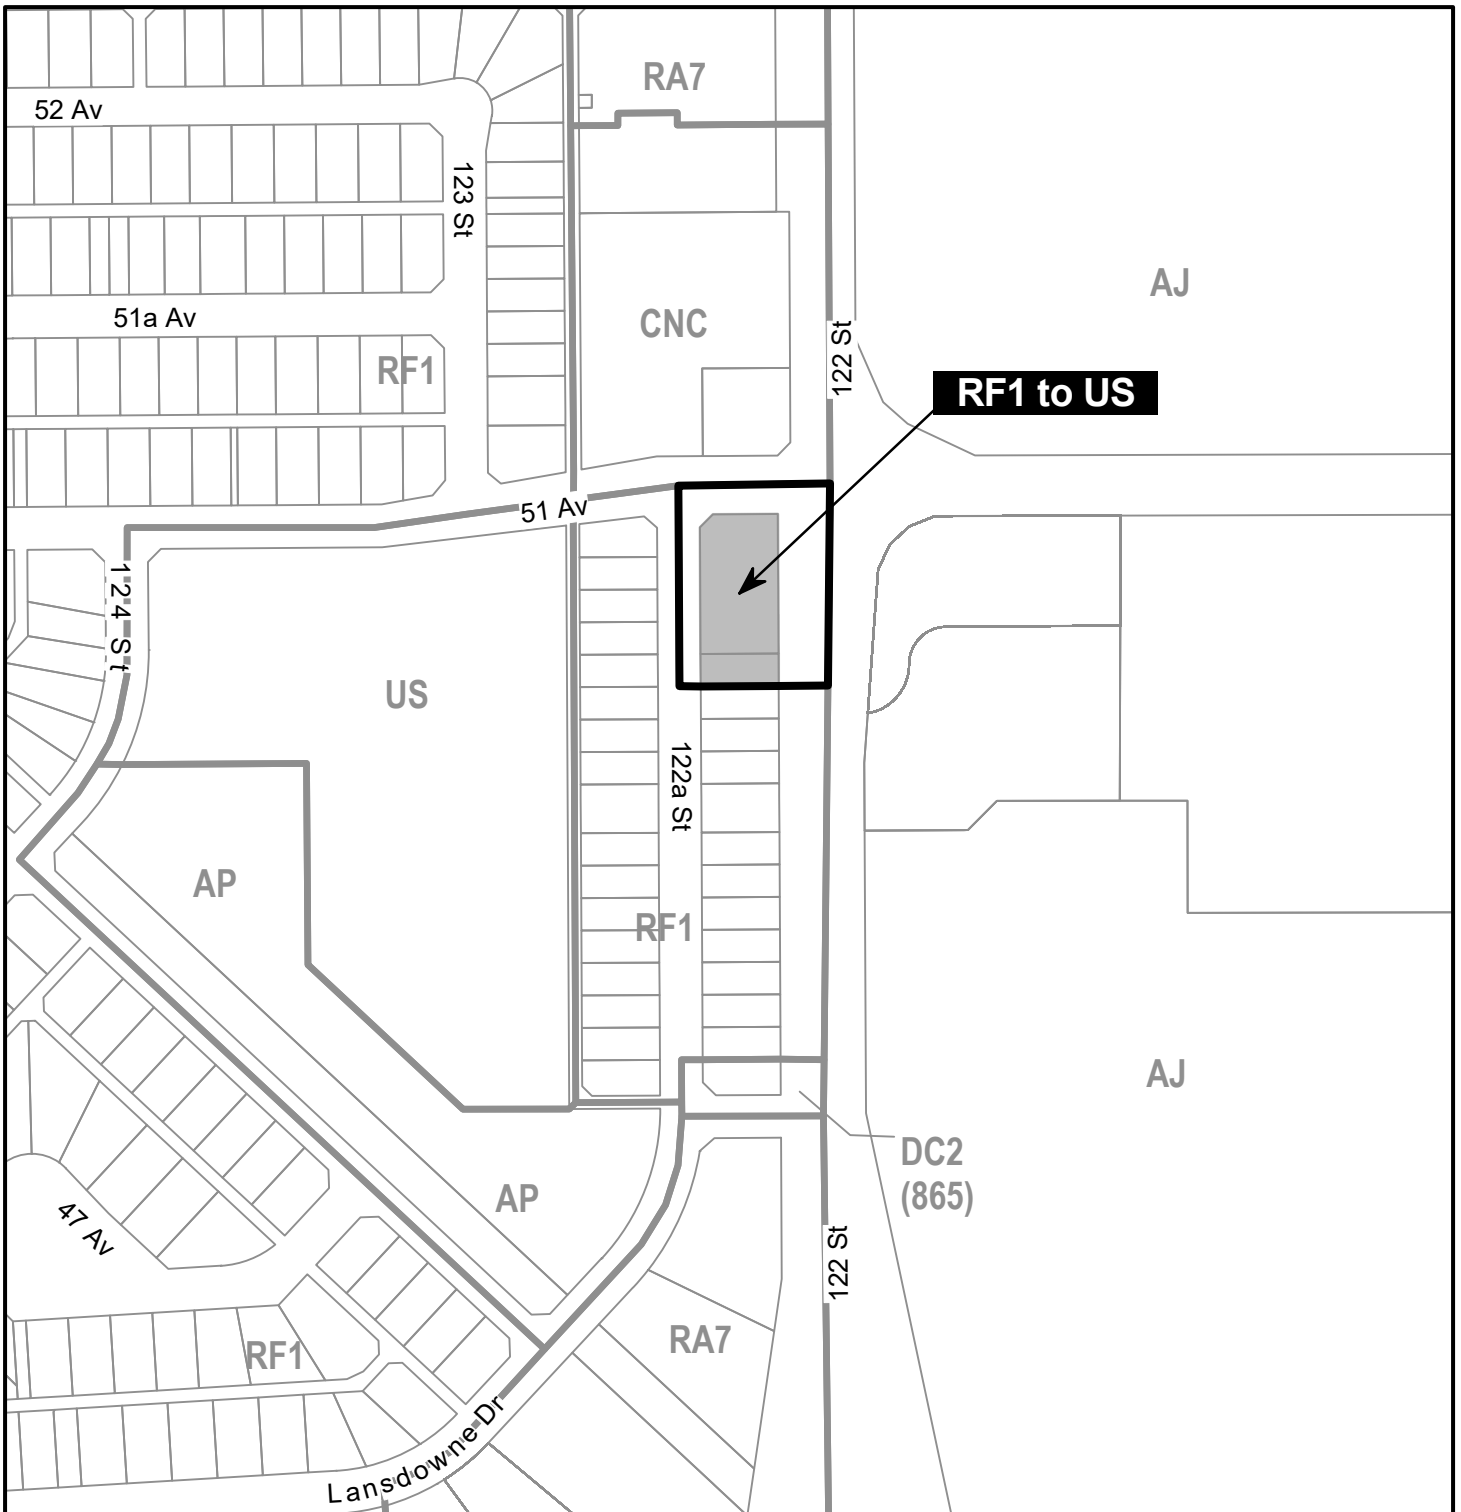 RA7
52 Av
123 St
AJ
51a Av
CNC
122 St
RF1
RF1 to US
51 Av
124 St
US
122a St
AP
RF1
AJ
DC2
(865)
AP
47 Av
122 St
RA7
RF1
Lansdowne Dr